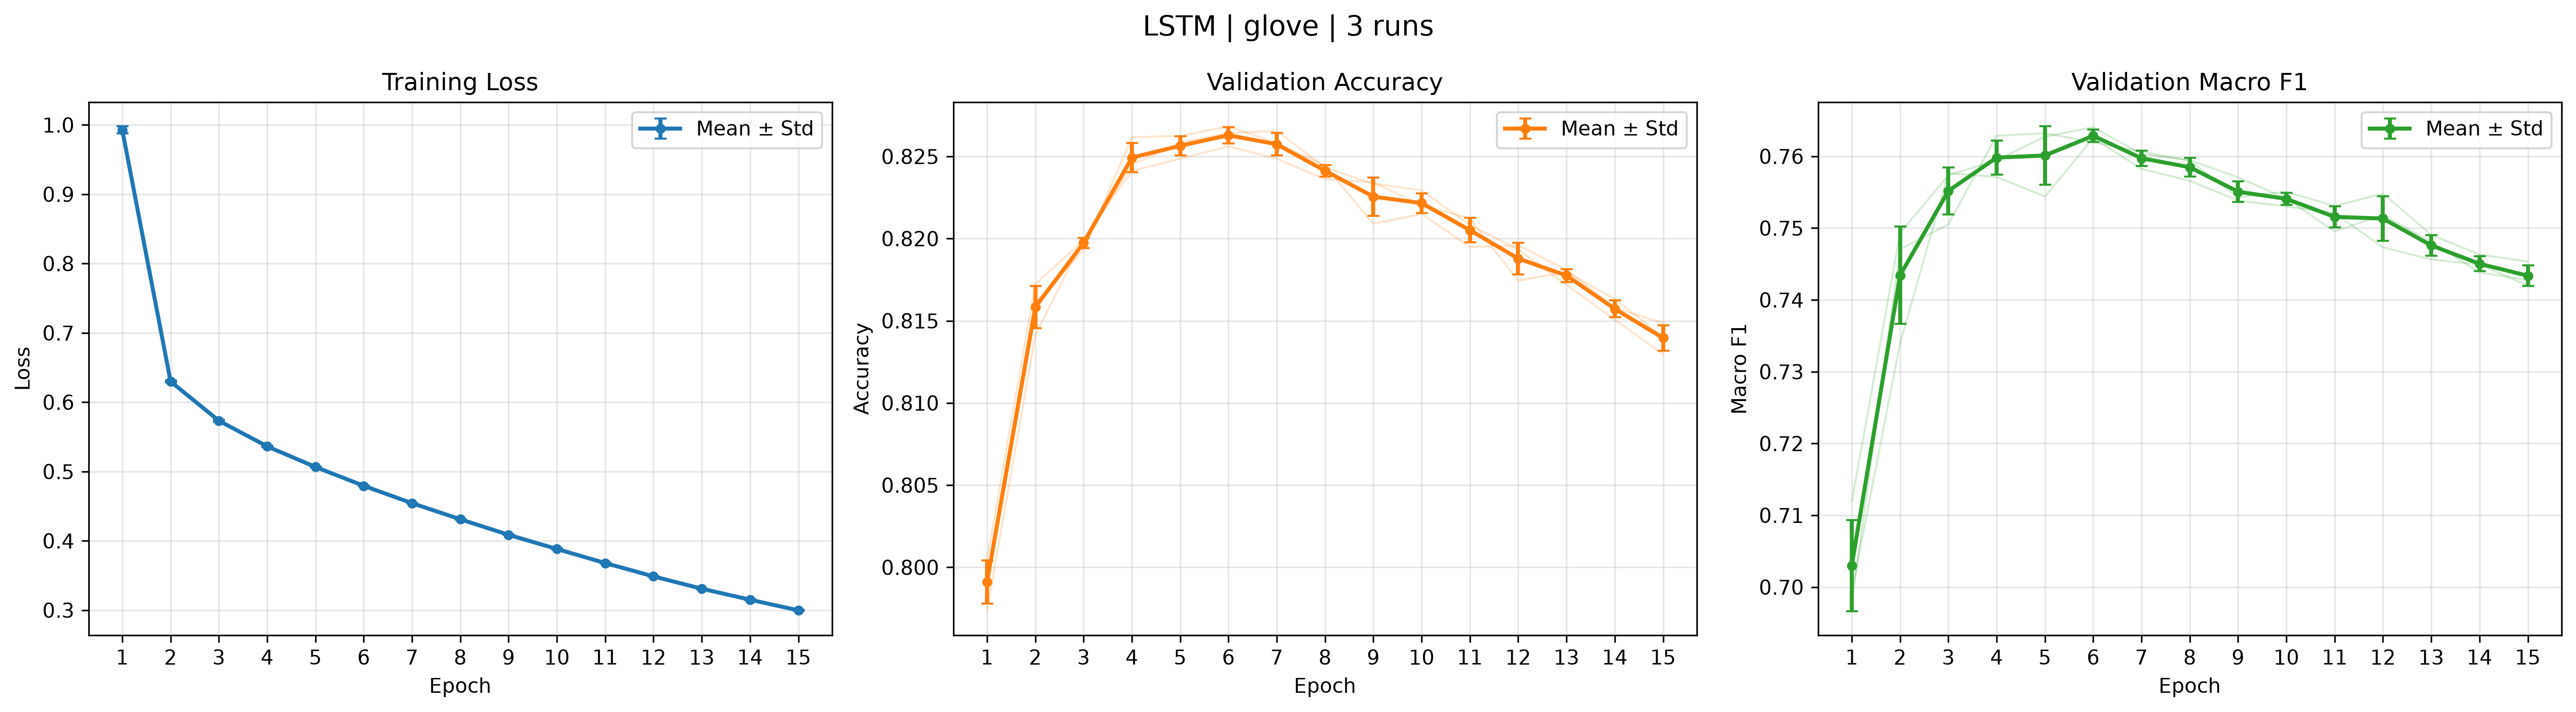 LSTM | glove | 3 runs
Training Loss
Mean ± Std
1.0
0.9
0.8
0.7
0.6
0.5
0.4
0.3
Loss
1 2 3 4 5 6 7 8 9 10 11 12 13 14 15
Epoch
Validation Accuracy
Mean ± Std
0.825
0.820
0.815
0.810
0.805
0.800
Accuracy
1 2 3 4 5 6 7 8 9 10 11 12 13 14 15
Epoch
Validation Macro F1
Mean ± Std
0.76
0.75
0.74
0.73
0.72
0.71
0.70
Macro F1
1 2 3 4 5 6 7 8 9 10 11 12 13 14 15
Epoch